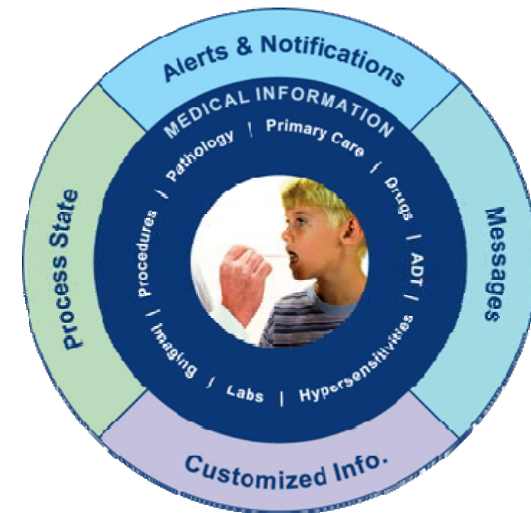 Alerts & Notifications
Messages
Customized Info.
Process State
MEDICAL INFORMATION
Primary Care | Drugs | ADT | Hypersensitivities | Labs | Imaging | Procedures | Pathology |